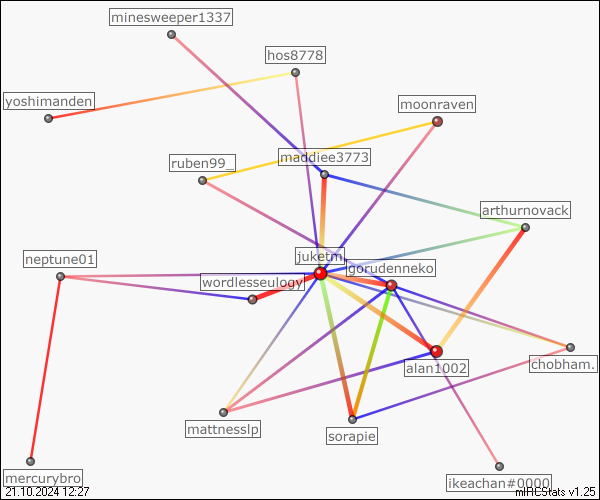 minesweeper1337
hos8778
yoshimanden
moonraven
ruben99_
maddiee3773
arthurnovack
neptune01
juketm
gorudenneko
wordlesseulogy
alan1002
chobham.
mattnesslp
sorapie
mercurybro
ikeachan#0000
21.10.2024 12:27
mIRCStats v1.25